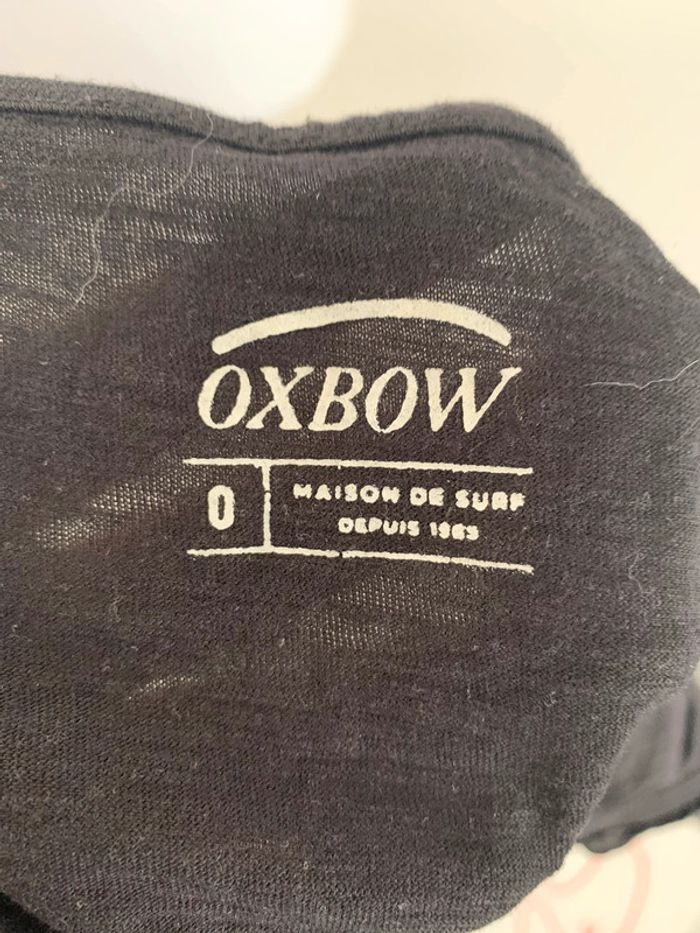 OXBOW
0
MAISON DE SURF
DEPUIS 1985